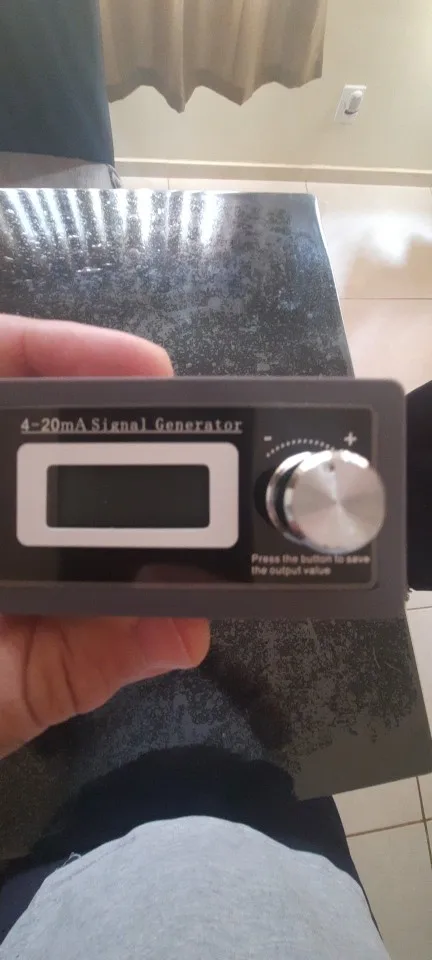 4-20mA Signal Generator
- +
Press the button to save
the output value